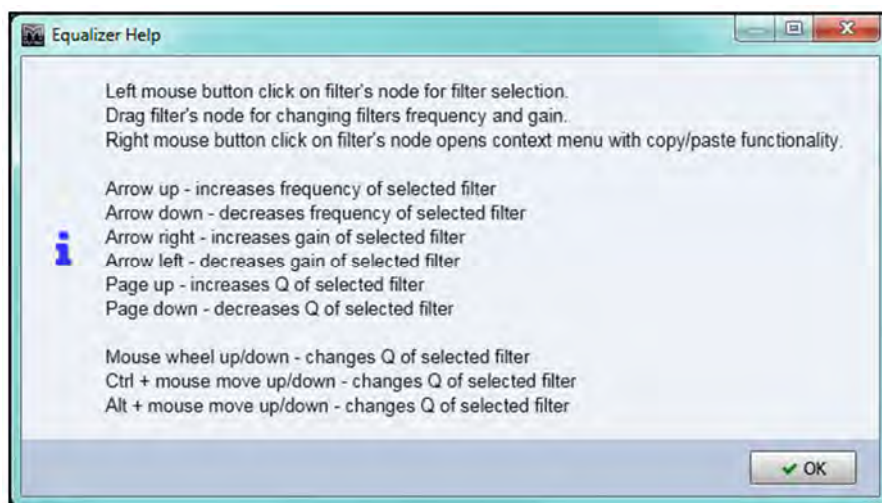 Equalizer Help
Left mouse button click on filter's node for filter selection.
Drag filter's node for changing filters frequency and gain.
Right mouse button click on filter's node opens context menu with copy/paste functionality.
Arrow up - increases frequency of selected filter
Arrow down - decreases frequency of selected filter
Arrow right - increases gain of selected filter
Arrow left - decreases gain of selected filter
Page up - increases Q of selected filter
Page down - decreases Q of selected filter
Mouse wheel up/down - changes Q of selected filter
Ctrl + mouse move up/down - changes Q of selected filter
Alt + mouse move up/down - changes Q of selected filter
OK